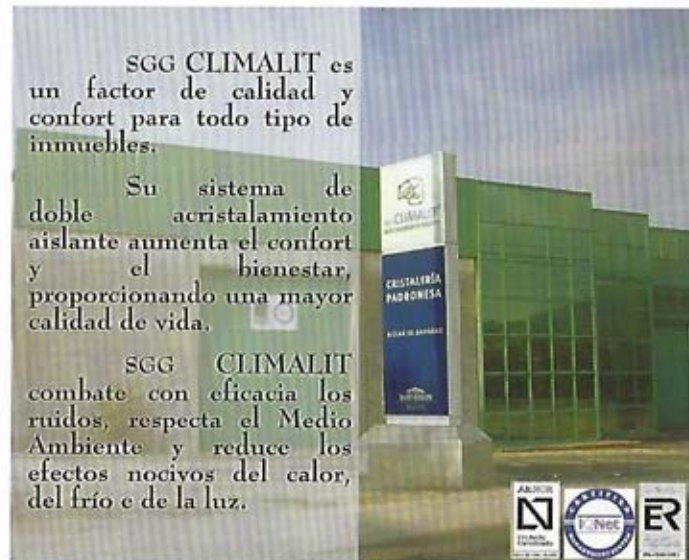 SGG CLIMALIT es
un factor de calidad y
confort para todo tipo de
inmuebles.
Su sistema de
doble acristalamiento
aislante aumenta el confort
y el bienestar,
proporcionando una mayor
calidad de vida.
SGG CLIMALIT
combate con eficacia los
ruidos, respecta el Medio
Ambiente y reduce los
efectos nocivos del calor,
del frío e de la luz.
CLIMALIT
CRISTALERÍA
PADRONESA
AENOR
IQNet
ER